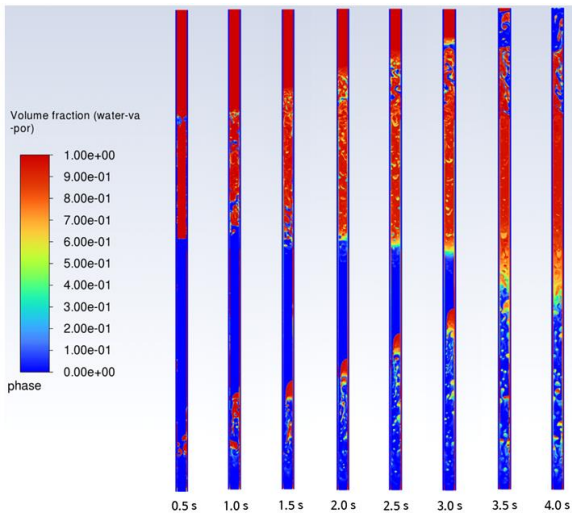 Volume fraction (water-va
-por)
1.00e+00
9.00e-01
8.00e-01
7.00e-01
6.00e-01
5.00e-01
4.00e-01
3.00e-01
2.00e-01
1.00e-01
0.00e+00
phase
0.5 s 1.0 s 1.5 s 2.0 s 2.5 s 3.0 s 3.5 s 4.0 s